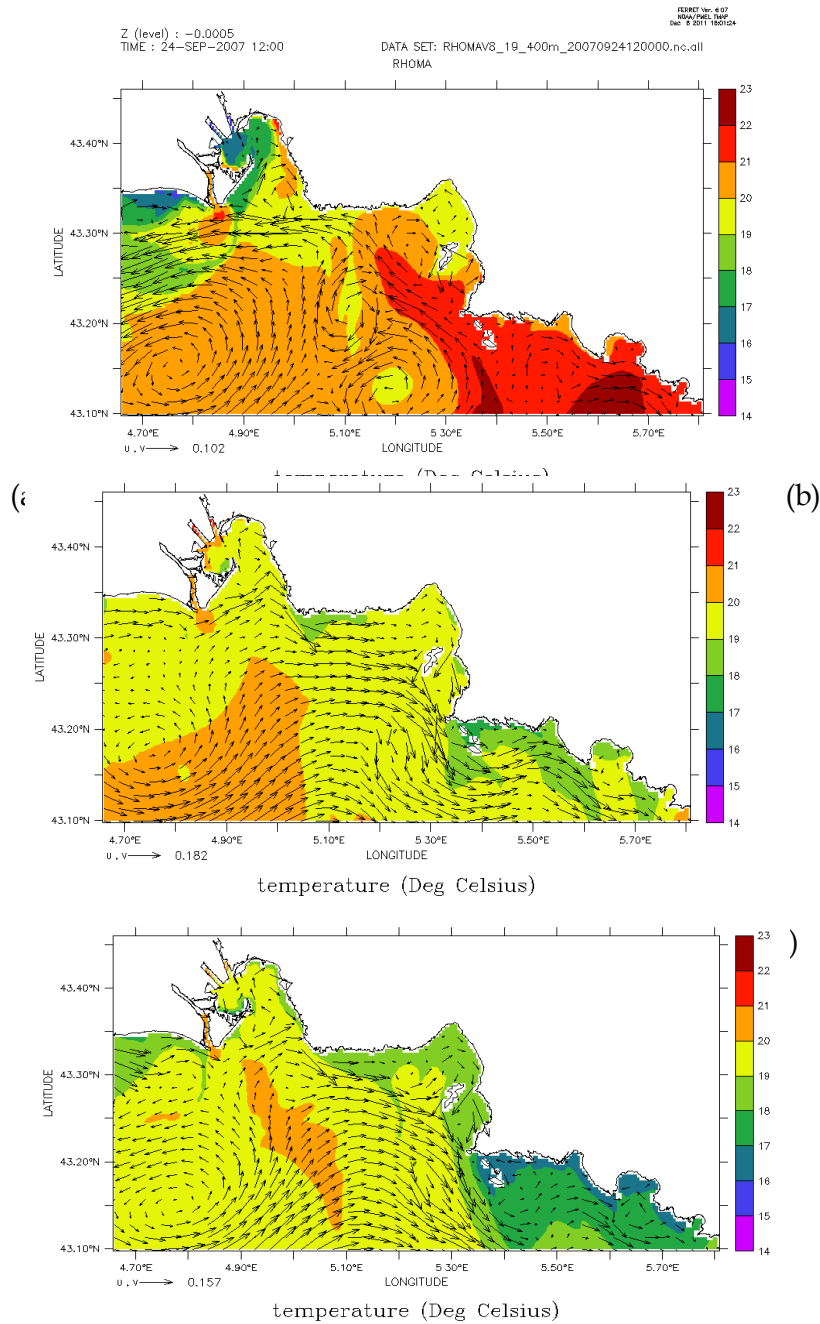 FERRET Ver. 6.07
NOAA/PMEL TMAP
Dec 8 2011 16:01:24
Z (level) : -0.0005
TIME : 24-SEP-2007 12:00
DATA SET: RHOMAV8_19_400m_20070924120000.nc.all
RHOMA
43.40°N
43.30°N
43.20°N
43.10°N
LATITUDE
4.70°E 4.90°E 5.10°E 5.30°E 5.50°E 5.70°E
LONGITUDE
u,v 0.102
23
22
21
20
19
18
17
16
15
14
temperature (Deg Celsius)
(a
(b)
43.40°N
43.30°N
43.20°N
43.10°N
LATITUDE
4.70°E 4.90°E 5.10°E 5.30°E 5.50°E 5.70°E
LONGITUDE
u,v 0.182
23
22
21
20
19
18
17
16
15
14
temperature (Deg Celsius)
)
43.40°N
43.30°N
43.20°N
43.10°N
LATITUDE
4.70°E 4.90°E 5.10°E 5.30°E 5.50°E 5.70°E
LONGITUDE
u,v 0.157
23
22
21
20
19
18
17
16
15
14
temperature (Deg Celsius)